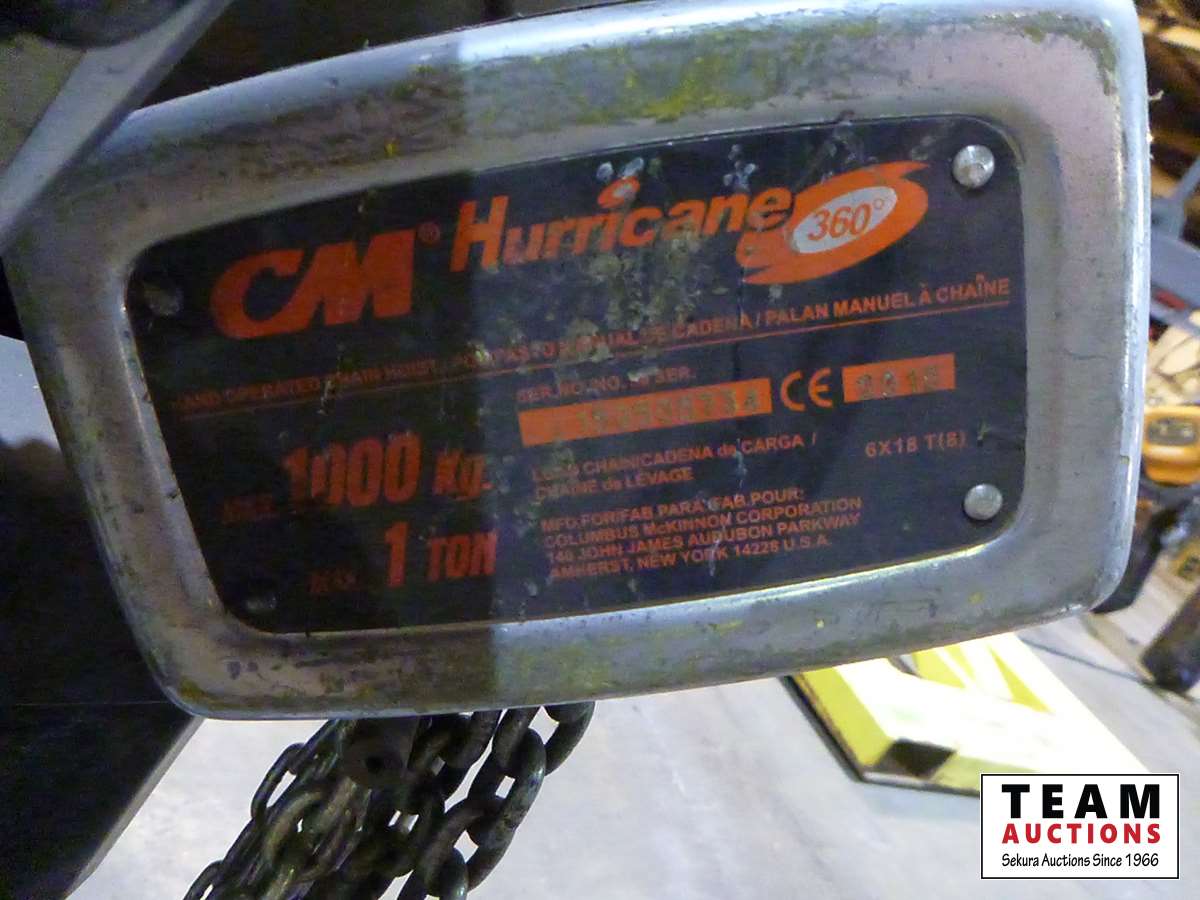 CM® Hurricane 360°
HAND OPERATED CHAIN HOIST / MANUAL DE CADENA / PALAN MANUEL À CHAÎNE
SER.NO./NO. SER.
CE
1000 Kg.
LOAD CHAIN/CADENA de CARGA /
CHAÎNE de LEVAGE
6X18 T(8)
1 TON
MFD.FOR/FAB.PARA/FAB.POUR:
COLUMBUS McKINNON CORPORATION
140 JOHN JAMES AUDUBON PARKWAY
AMHERST, NEW YORK 14228 U.S.A.
TEAM
AUCTIONS
Sekura Auctions Since 1966